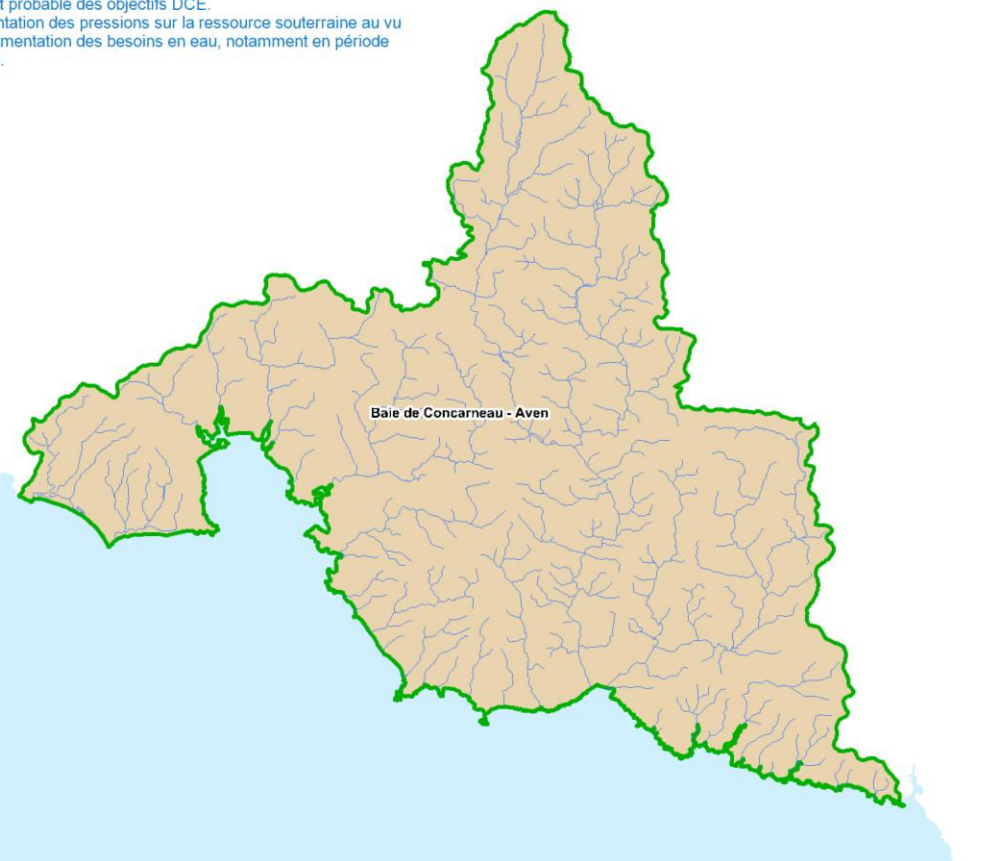 t probable des objectifs DCE.
ntation des pressions sur la ressource souterraine au vu
mentation des besoins en eau, notamment en période
.
Baie de Concarneau - Aven